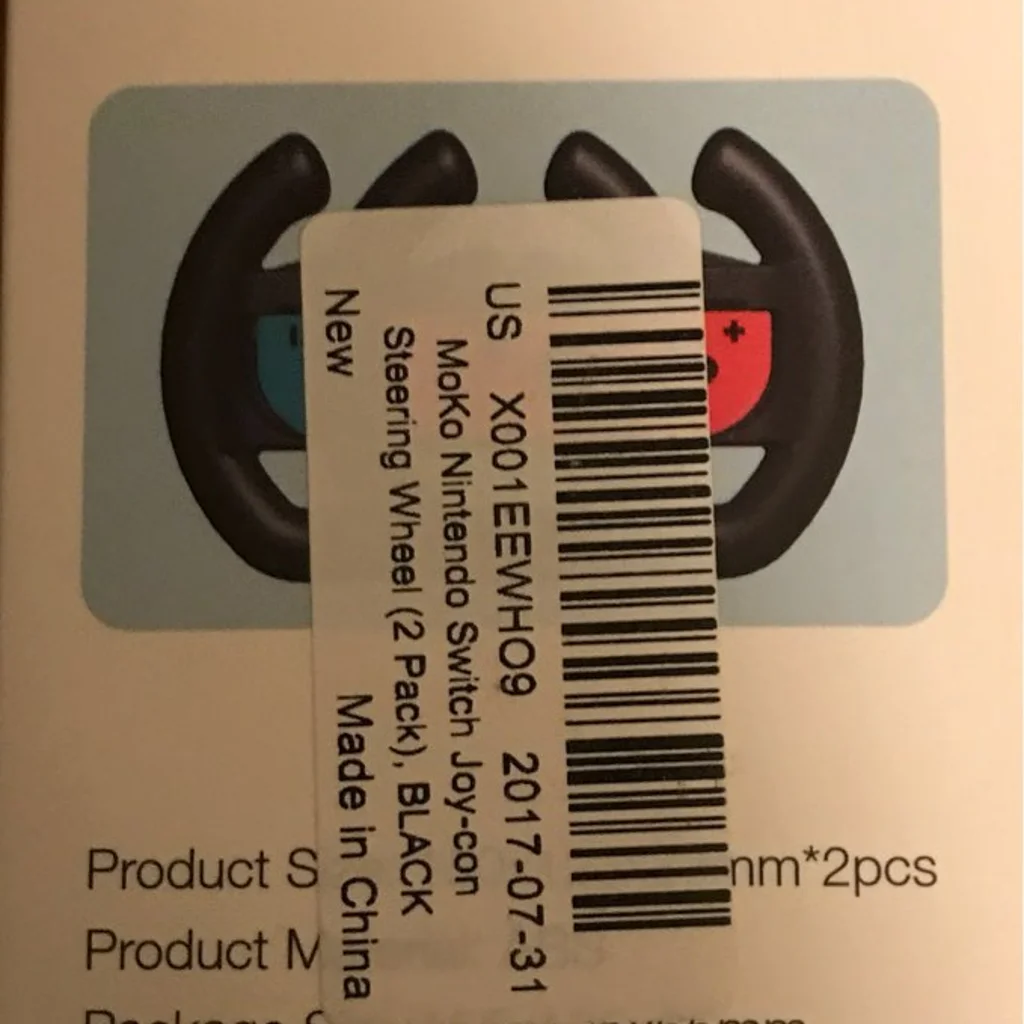 US X001EEWHO9 2017-07-31
MoKo Nintendo Switch Joy-con
Steering Wheel (2 Pack), BLACK
New Made in China
Product S
nm*2pcs
Product M